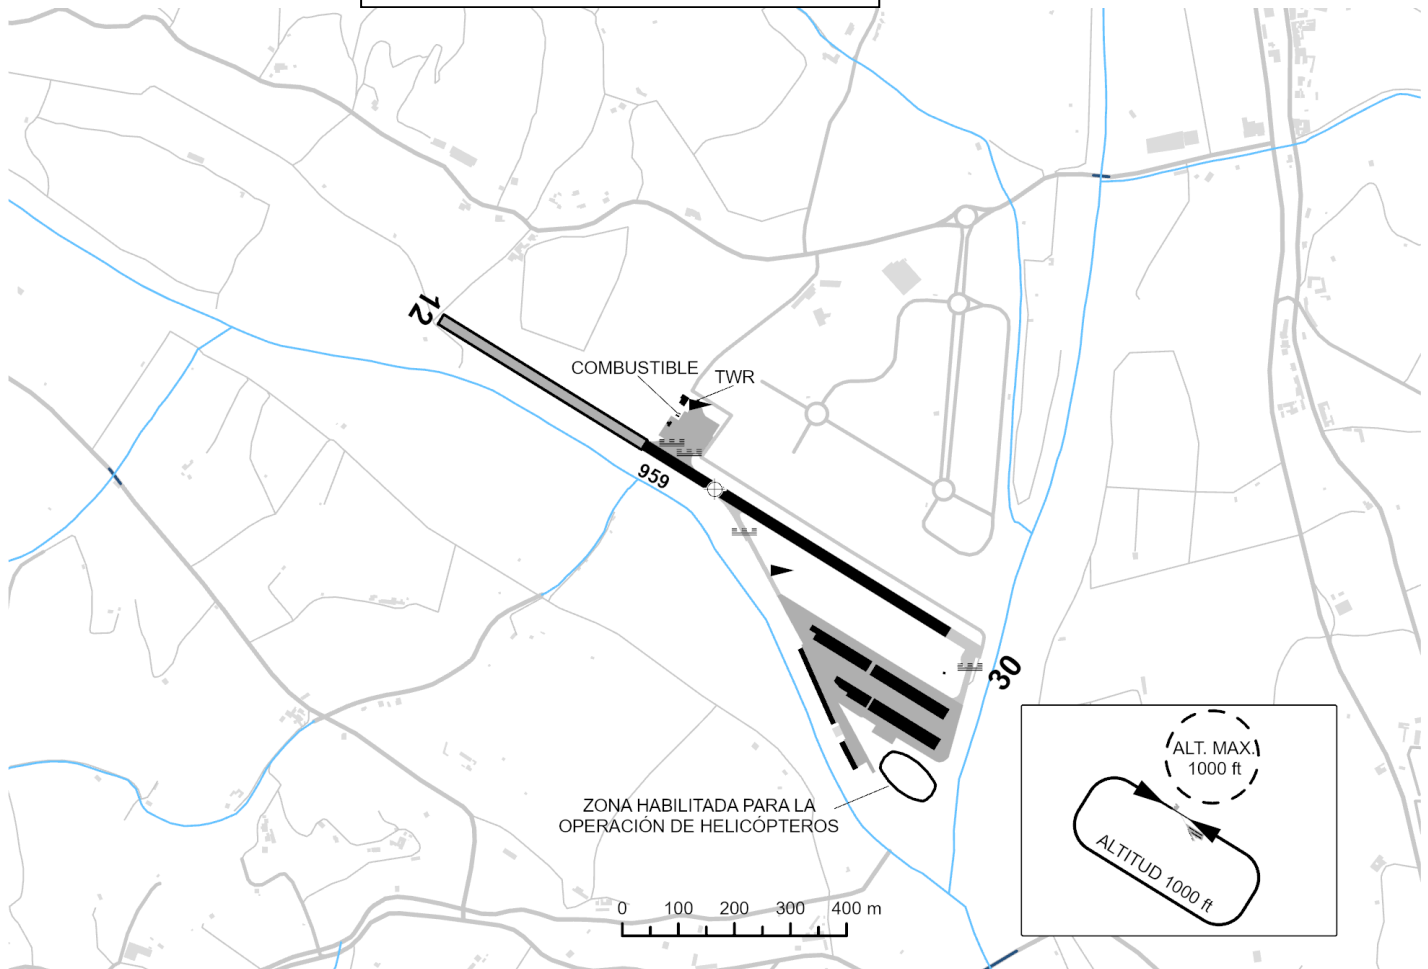 12
COMBUSTIBLE
TWR
959
30
ZONA HABILITADA PARA LA
OPERACIÓN DE HELICÓPTEROS
0 100 200 300 400 m
ALT. MAX.
1000 ft
ALTITUD 1000 ft